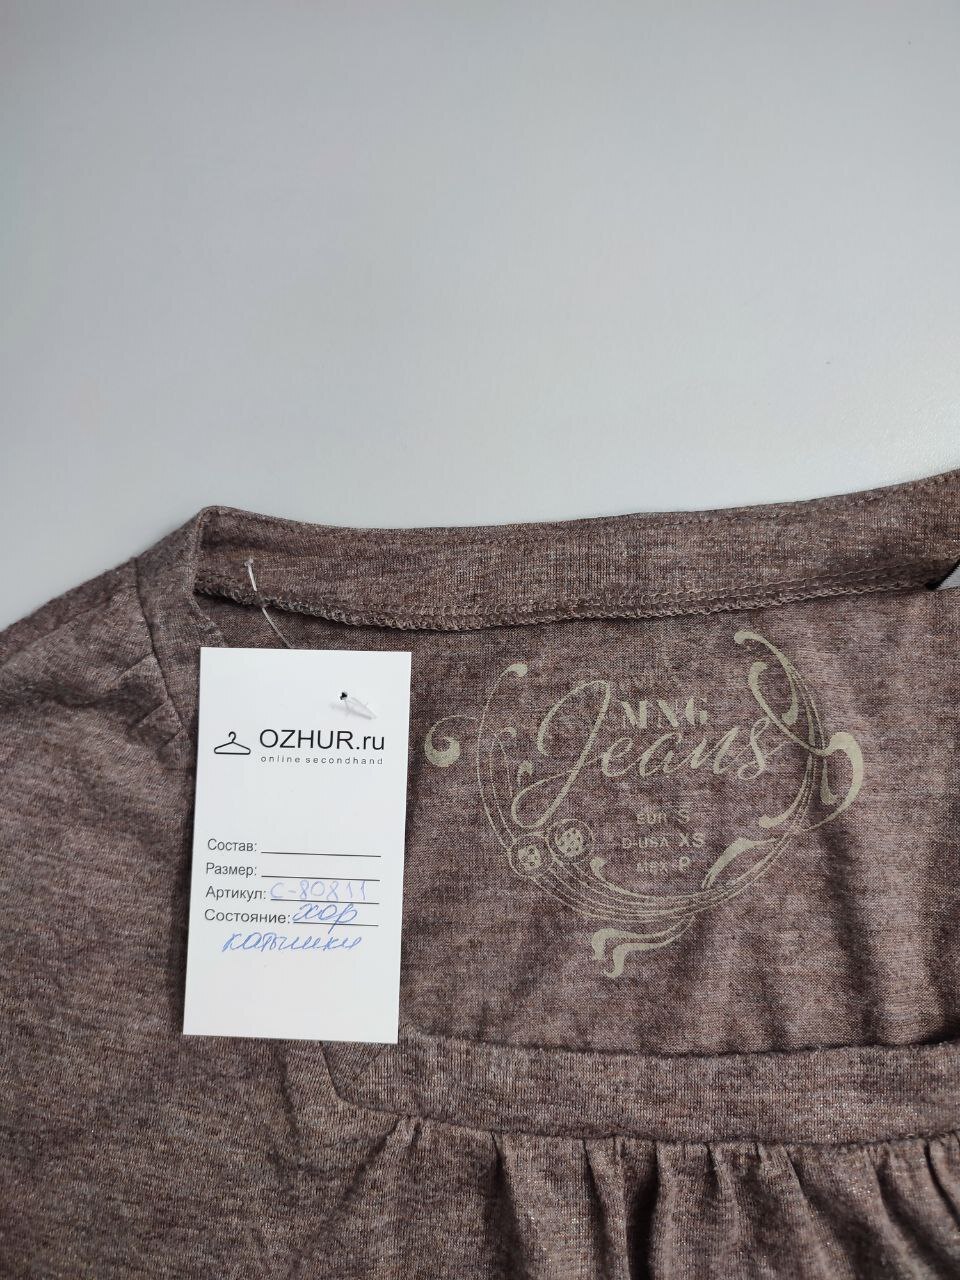 OZHUR.ru
online secondhand
Состав:
Размер:
Артикул: С-80811
Состояние: хор
катышки
MNG
Jeans
EUR S
D-USA XS
MEX P